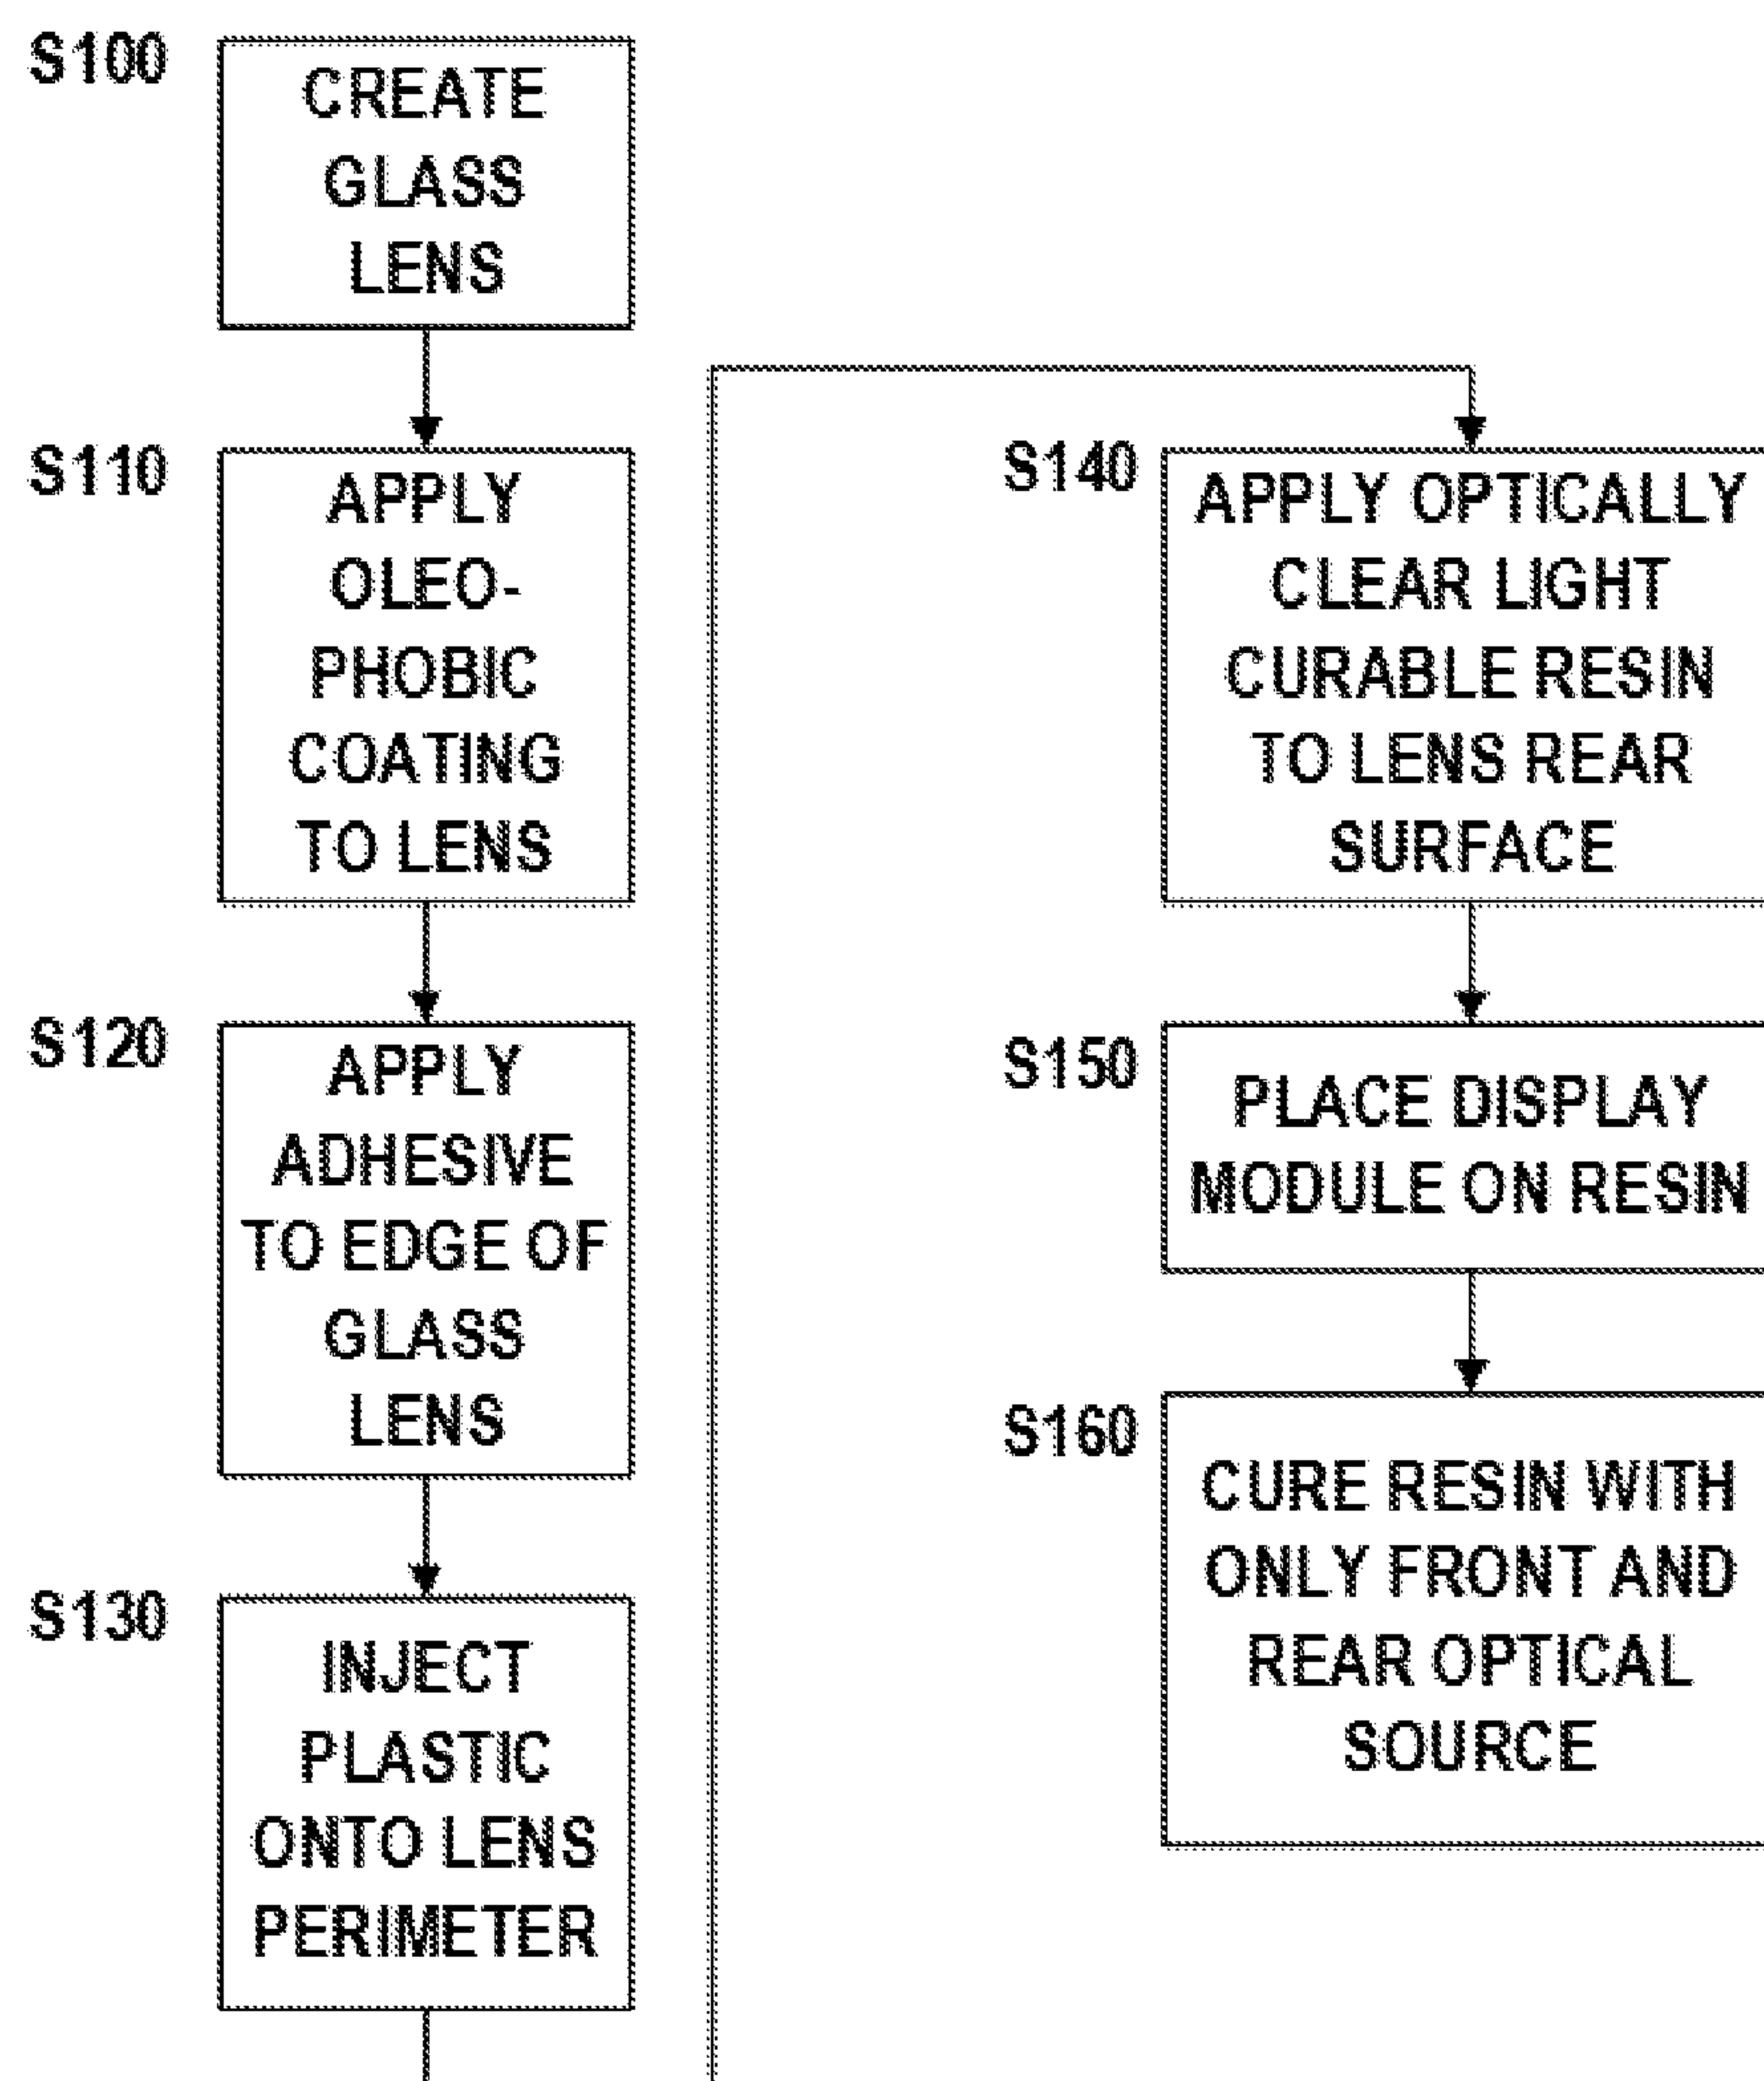 S100
CREATE
GLASS
LENS
S110
APPLY
OLEO-
PHOBIC
COATING
TO LENS
S120
APPLY
ADHESIVE
TO EDGE OF
GLASS
LENS
S130
INJECT
PLASTIC
ONTO LENS
PERIMETER
S140
APPLY OPTICALLY
CLEAR LIGHT
CURABLE RESIN
TO LENS REAR
SURFACE
S150
PLACE DISPLAY
MODULE ON RESIN
S160
CURE RESIN WITH
ONLY FRONT AND
REAR OPTICAL
SOURCE